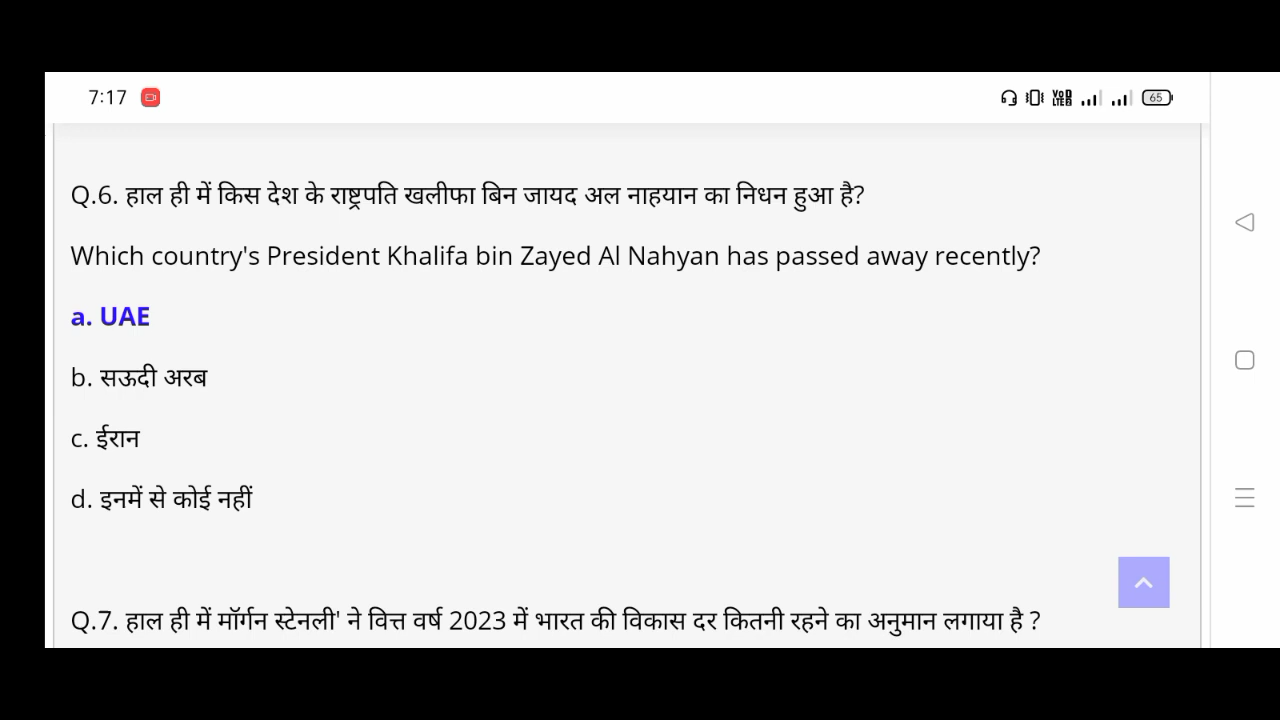 7:17
65
Q.6. हाल ही में किस देश के राष्ट्रपति खलीफा बिन जायद अल नाहयान का निधन हुआ है?
Which country's President Khalifa bin Zayed Al Nahyan has passed away recently?
a. UAE
b. सऊदी अरब
c. ईरान
d. इनमें से कोई नहीं
Q.7. हाल ही में मॉर्गन स्टेनली' ने वित्त वर्ष 2023 में भारत की विकास दर कितनी रहने का अनुमान लगाया है ?